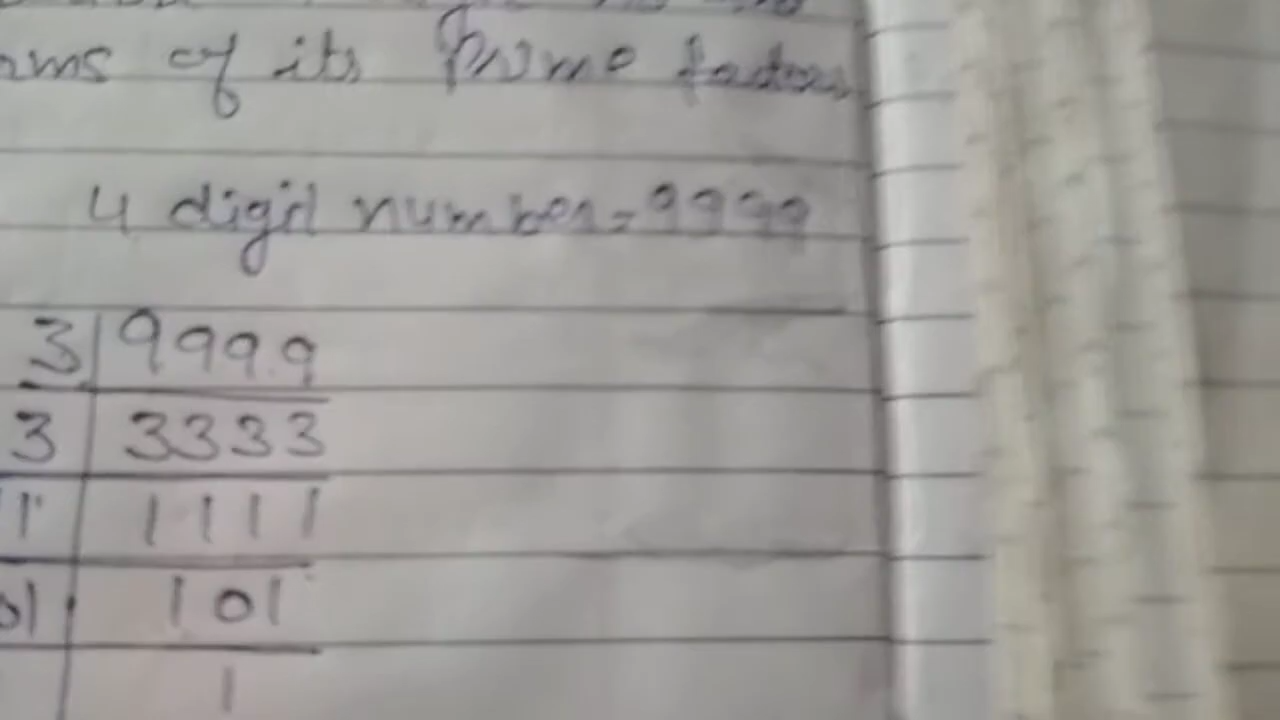 of its Prime factors
4 digit number = 9999
3 | 9999
3 | 3333
11 | 1111
101 | 101
1